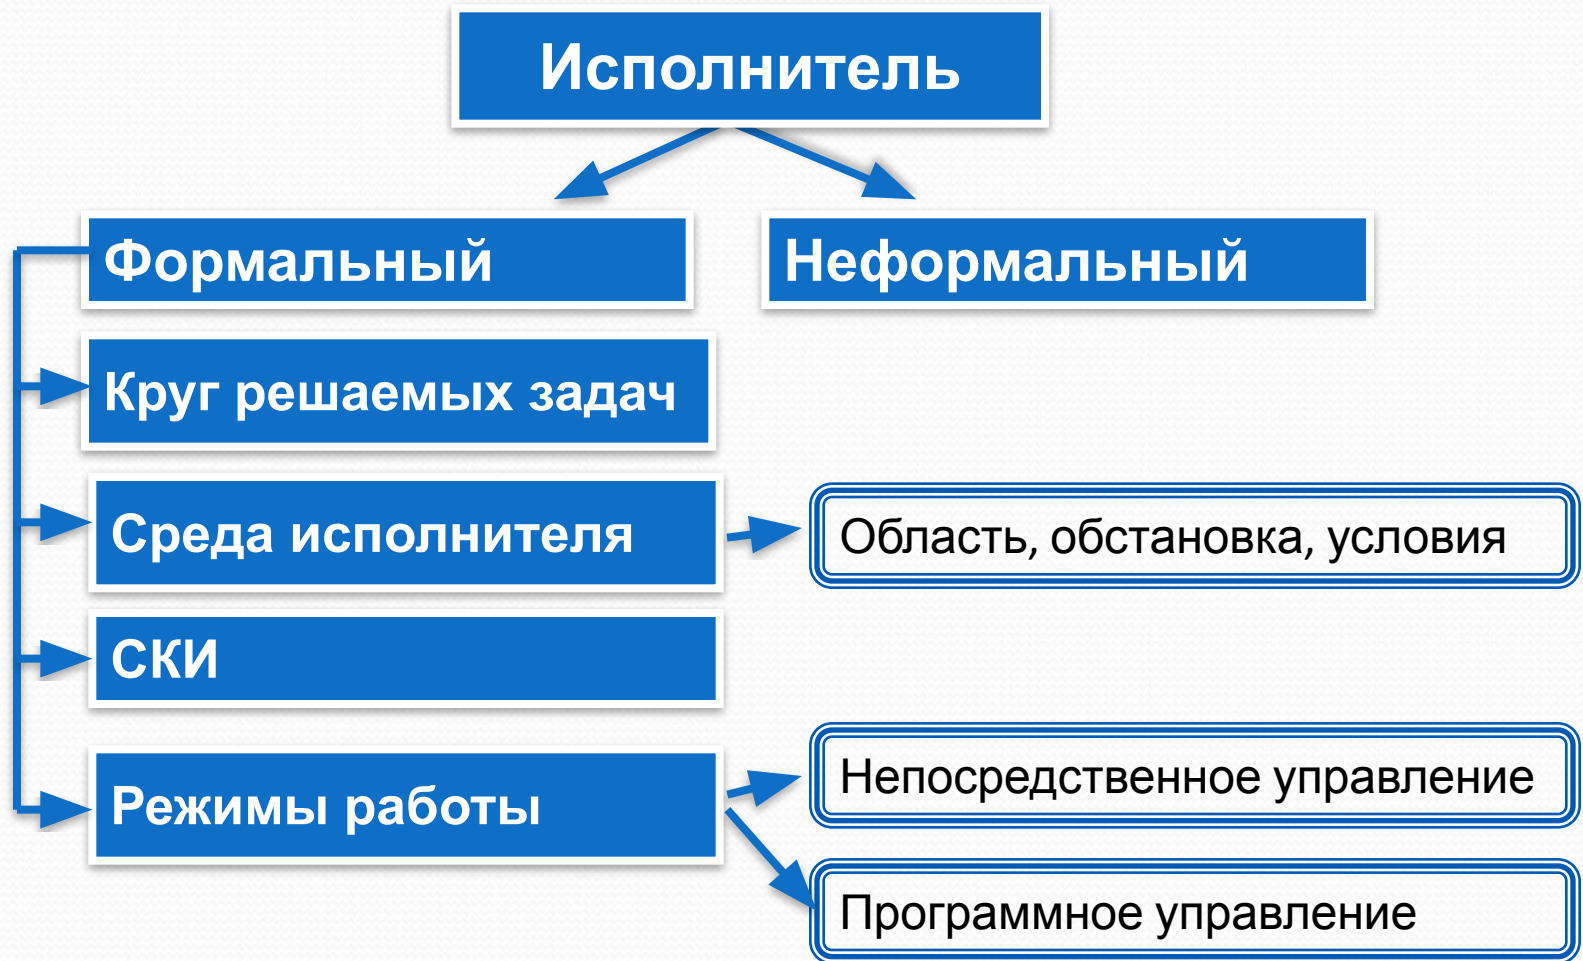 Исполнитель
Формальный
Неформальный
Круг решаемых задач
Среда исполнителя
Область, обстановка, условия
СКИ
Режимы работы
Непосредственное управление
Программное управление